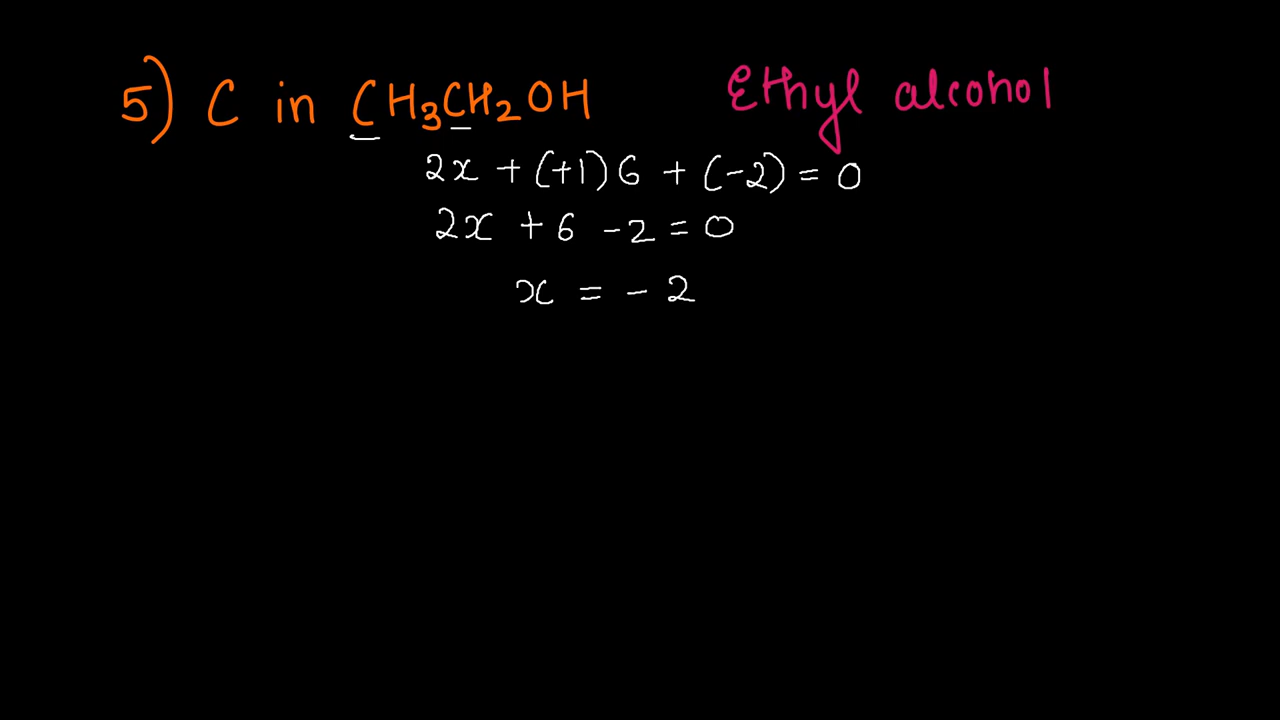 5) C in CH₃CH₂OH Ethyl alcohol
2x + (+1)6 + (-2) = 0
2x + 6 - 2 = 0
x = - 2